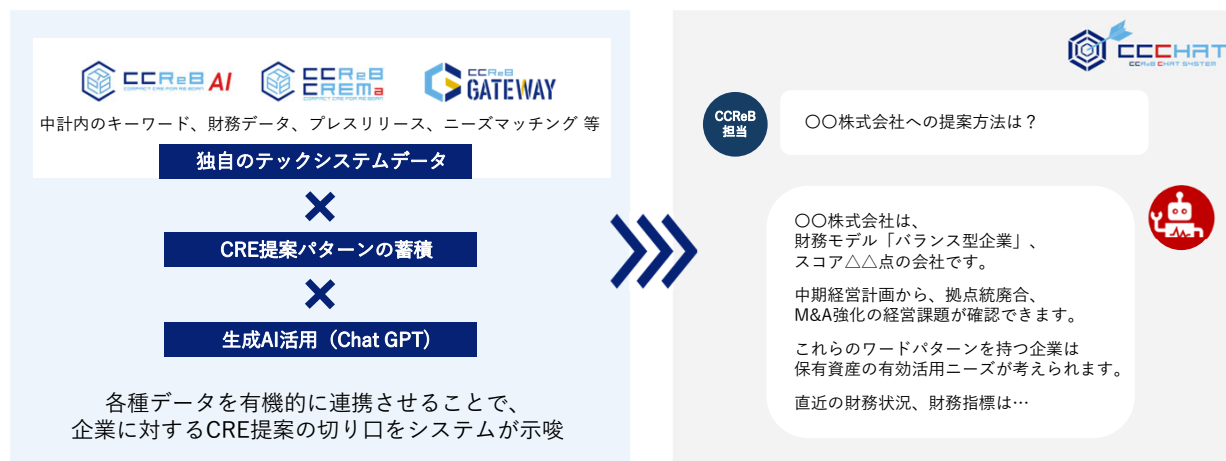 CCReB AI
COMPACT CRE FOR RE BORN
CCReB
CREMa
COMPACT CRE FOR RE BORN
CCReB
GATEWAY
中計内のキーワード、財務データ、プレスリリース、ニーズマッチング 等
独自のテックシステムデータ
×
CRE提案パターンの蓄積
×
生成AI活用（Chat GPT）
各種データを有機的に連携させることで、
企業に対するCRE提案の切り口をシステムが示唆
CCCHAT
CCReB CHAT SYSTEM
CCReB
担当
〇〇株式会社への提案方法は？
〇〇株式会社は、
財務モデル「バランス型企業」、
スコア△△点の会社です。
中期経営計画から、拠点統廃合、
M&A強化の経営課題が確認できます。
これらのワードパターンを持つ企業は
保有資産の有効活用ニーズが考えられます。
直近の財務状況、財務指標は…